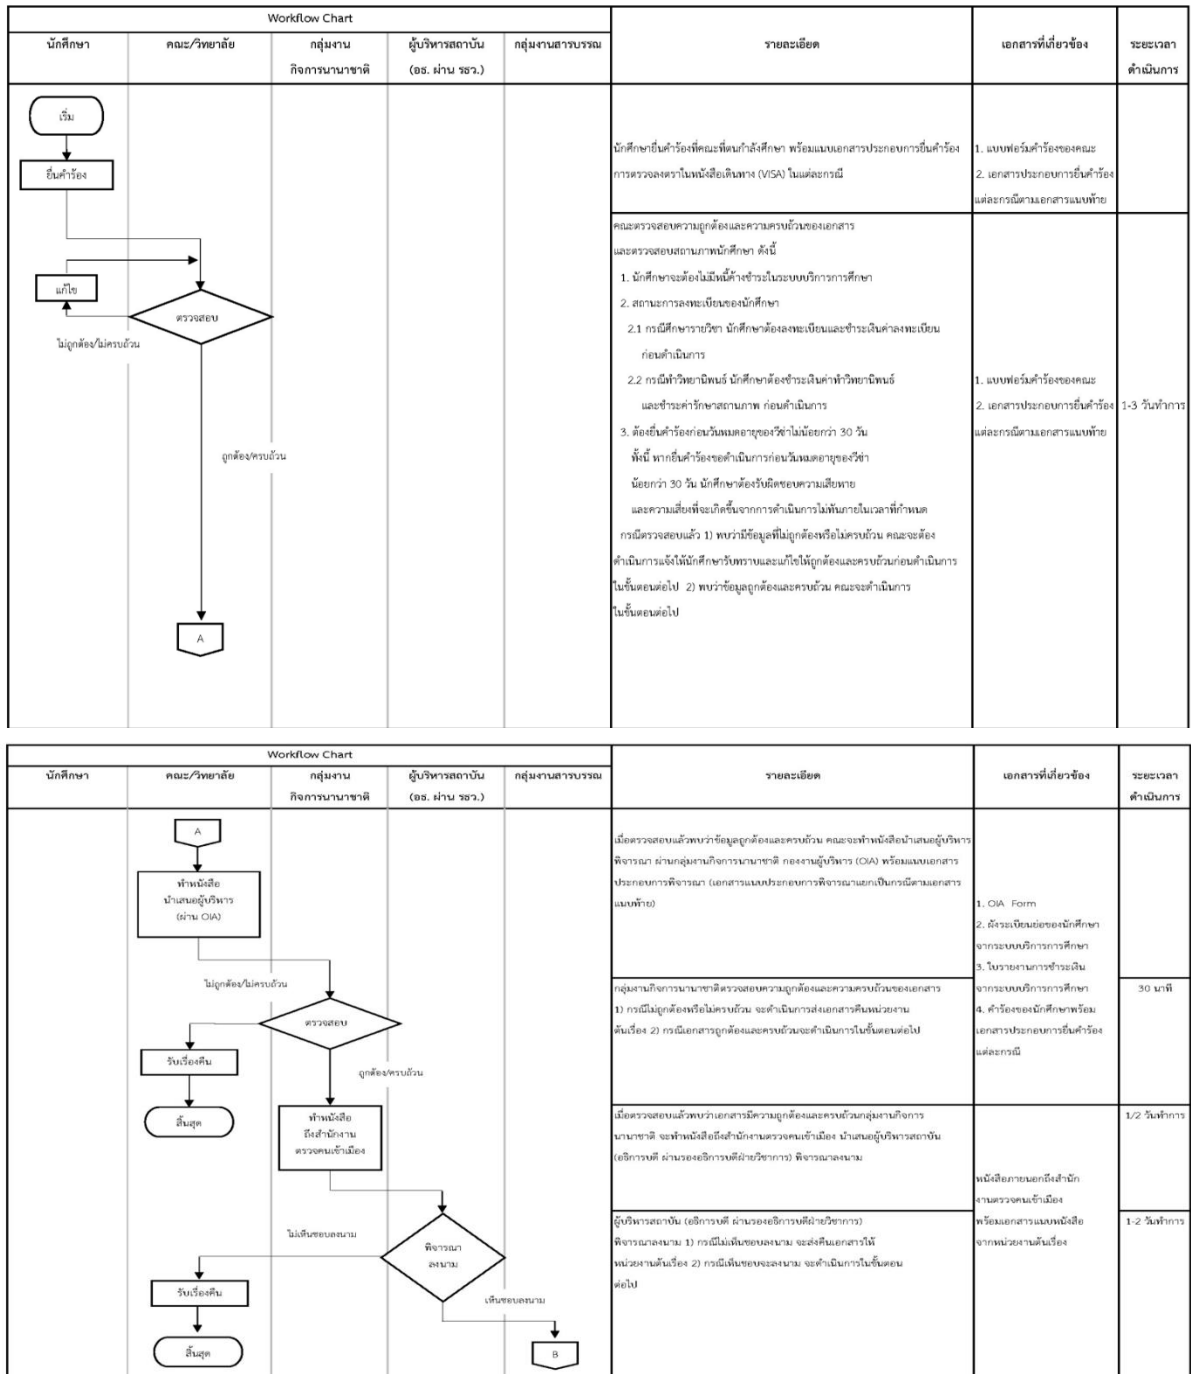 Workflow Chart
นักศึกษา
คณะ/วิทยาลัย
กลุ่มงาน
กิจการนานาชาติ
ผู้บริหารสถาบัน
(อธ. ผ่าน รธว.)
กลุ่มงานสารบรรณ
รายละเอียด
เอกสารที่เกี่ยวข้อง
ระยะเวลา
ดำเนินการ
เริ่ม
ยื่นคำร้อง
นักศึกษายื่นคำร้องที่คณะที่ตนกำลังศึกษา พร้อมแนบเอกสารประกอบการยื่นคำร้อง
การตรวจลงตราในหนังสือเดินทาง (VISA) ในแต่ละกรณี
1. แบบฟอร์มคำร้องของคณะ
2. เอกสารประกอบการยื่นคำร้อง
แต่ละกรณีตามเอกสารแนบท้าย
แก้ไข
ตรวจสอบ
ไม่ถูกต้อง/ไม่ครบถ้วน
ถูกต้อง/ครบถ้วน
A
คณะตรวจสอบความถูกต้องและความครบถ้วนของเอกสาร
และตรวจสอบสถานภาพนักศึกษา ดังนี้
1. นักศึกษาจะต้องไม่มีหนี้ค้างชำระในระบบบริการการศึกษา
2. สถานะการลงทะเบียนของนักศึกษา
2.1 กรณีศึกษารายวิชา นักศึกษาต้องลงทะเบียนและชำระเงินค่าลงทะเบียน
ก่อนดำเนินการ
2.2 กรณีทำวิทยานิพนธ์ นักศึกษาต้องชำระเงินค่าทำวิทยานิพนธ์
และชำระค่ารักษาสถานภาพ ก่อนดำเนินการ
3. ต้องยื่นคำร้องก่อนวันหมดอายุของวีซ่าไม่น้อยกว่า 30 วัน
ทั้งนี้ หากยื่นคำร้องขอดำเนินการก่อนวันหมดอายุของวีซ่า
น้อยกว่า 30 วัน นักศึกษาต้องรับผิดชอบความเสียหาย
และความเสี่ยงที่จะเกิดขึ้นจากการดำเนินการไม่ทันภายในเวลาที่กำหนด
กรณีตรวจสอบแล้ว 1) พบว่ามีข้อมูลที่ไม่ถูกต้องหรือไม่ครบถ้วน คณะจะต้อง
ดำเนินการแจ้งให้นักศึกษารับทราบและแก้ไขให้ถูกต้องและครบถ้วนก่อนดำเนินการ
ในขั้นตอนต่อไป 2) พบว่าข้อมูลถูกต้องและครบถ้วน คณะจะดำเนินการ
ในขั้นตอนต่อไป
1. แบบฟอร์มคำร้องของคณะ
2. เอกสารประกอบการยื่นคำร้อง
แต่ละกรณีตามเอกสารแนบท้าย
1-3 วันทำการ
Workflow Chart
นักศึกษา
คณะ/วิทยาลัย
กลุ่มงาน
กิจการนานาชาติ
ผู้บริหารสถาบัน
(อธ. ผ่าน รธว.)
กลุ่มงานสารบรรณ
รายละเอียด
เอกสารที่เกี่ยวข้อง
ระยะเวลา
ดำเนินการ
A
ทำหนังสือ
นำเสนอผู้บริหาร
(ผ่าน OIA)
เมื่อตรวจสอบแล้วพบว่าข้อมูลถูกต้องและครบถ้วน คณะจะทำหนังสือนำเสนอผู้บริหาร
พิจารณา ผ่านกลุ่มงานกิจการนานาชาติ กองงานผู้บริหาร (OIA) พร้อมแนบเอกสาร
ประกอบการพิจารณา (เอกสารแนบประกอบการพิจารณาแยกเป็นกรณีตามเอกสาร
แนบท้าย)
1. OIA Form
2. ผังระเบียนย่อของนักศึกษา
จากระบบบริการการศึกษา
3. ใบรายงานการชำระเงิน
จากระบบบริการการศึกษา
4. คำร้องของนักศึกษาพร้อม
เอกสารประกอบการยื่นคำร้อง
แต่ละกรณี
ไม่ถูกต้อง/ไม่ครบถ้วน
ตรวจสอบ
รับเรื่องคืน
สิ้นสุด
ถูกต้อง/ครบถ้วน
กลุ่มงานกิจการนานาชาติตรวจสอบความถูกต้องและความครบถ้วนของเอกสาร
1) กรณีไม่ถูกต้องหรือไม่ครบถ้วน จะดำเนินการส่งเอกสารคืนหน่วยงาน
ต้นเรื่อง 2) กรณีเอกสารถูกต้องและครบถ้วนจะดำเนินการในขั้นตอนต่อไป
30 นาที
ทำหนังสือ
ถึงสำนักงาน
ตรวจคนเข้าเมือง
เมื่อตรวจสอบแล้วพบว่าเอกสารมีความถูกต้องและครบถ้วนกลุ่มงานกิจการ
นานาชาติ จะทำหนังสือถึงสำนักงานตรวจคนเข้าเมือง นำเสนอผู้บริหารสถาบัน
(อธิการบดี ผ่านรองอธิการบดีฝ่ายวิชาการ) พิจารณาลงนาม
1/2 วันทำการ
หนังสือภายนอกถึงสำนัก
งานตรวจคนเข้าเมือง
พร้อมเอกสารแนบหนังสือ
จากหน่วยงานต้นเรื่อง
ไม่เห็นชอบลงนาม
พิจารณา
ลงนาม
รับเรื่องคืน
สิ้นสุด
เห็นชอบลงนาม
B
ผู้บริหารสถาบัน (อธิการบดี ผ่านรองอธิการบดีฝ่ายวิชาการ)
พิจารณาลงนาม 1) กรณีไม่เห็นชอบลงนาม จะส่งคืนเอกสารให้
หน่วยงานต้นเรื่อง 2) กรณีเห็นชอบจะลงนาม จะดำเนินการในขั้นตอน
ต่อไป
1-2 วันทำการ